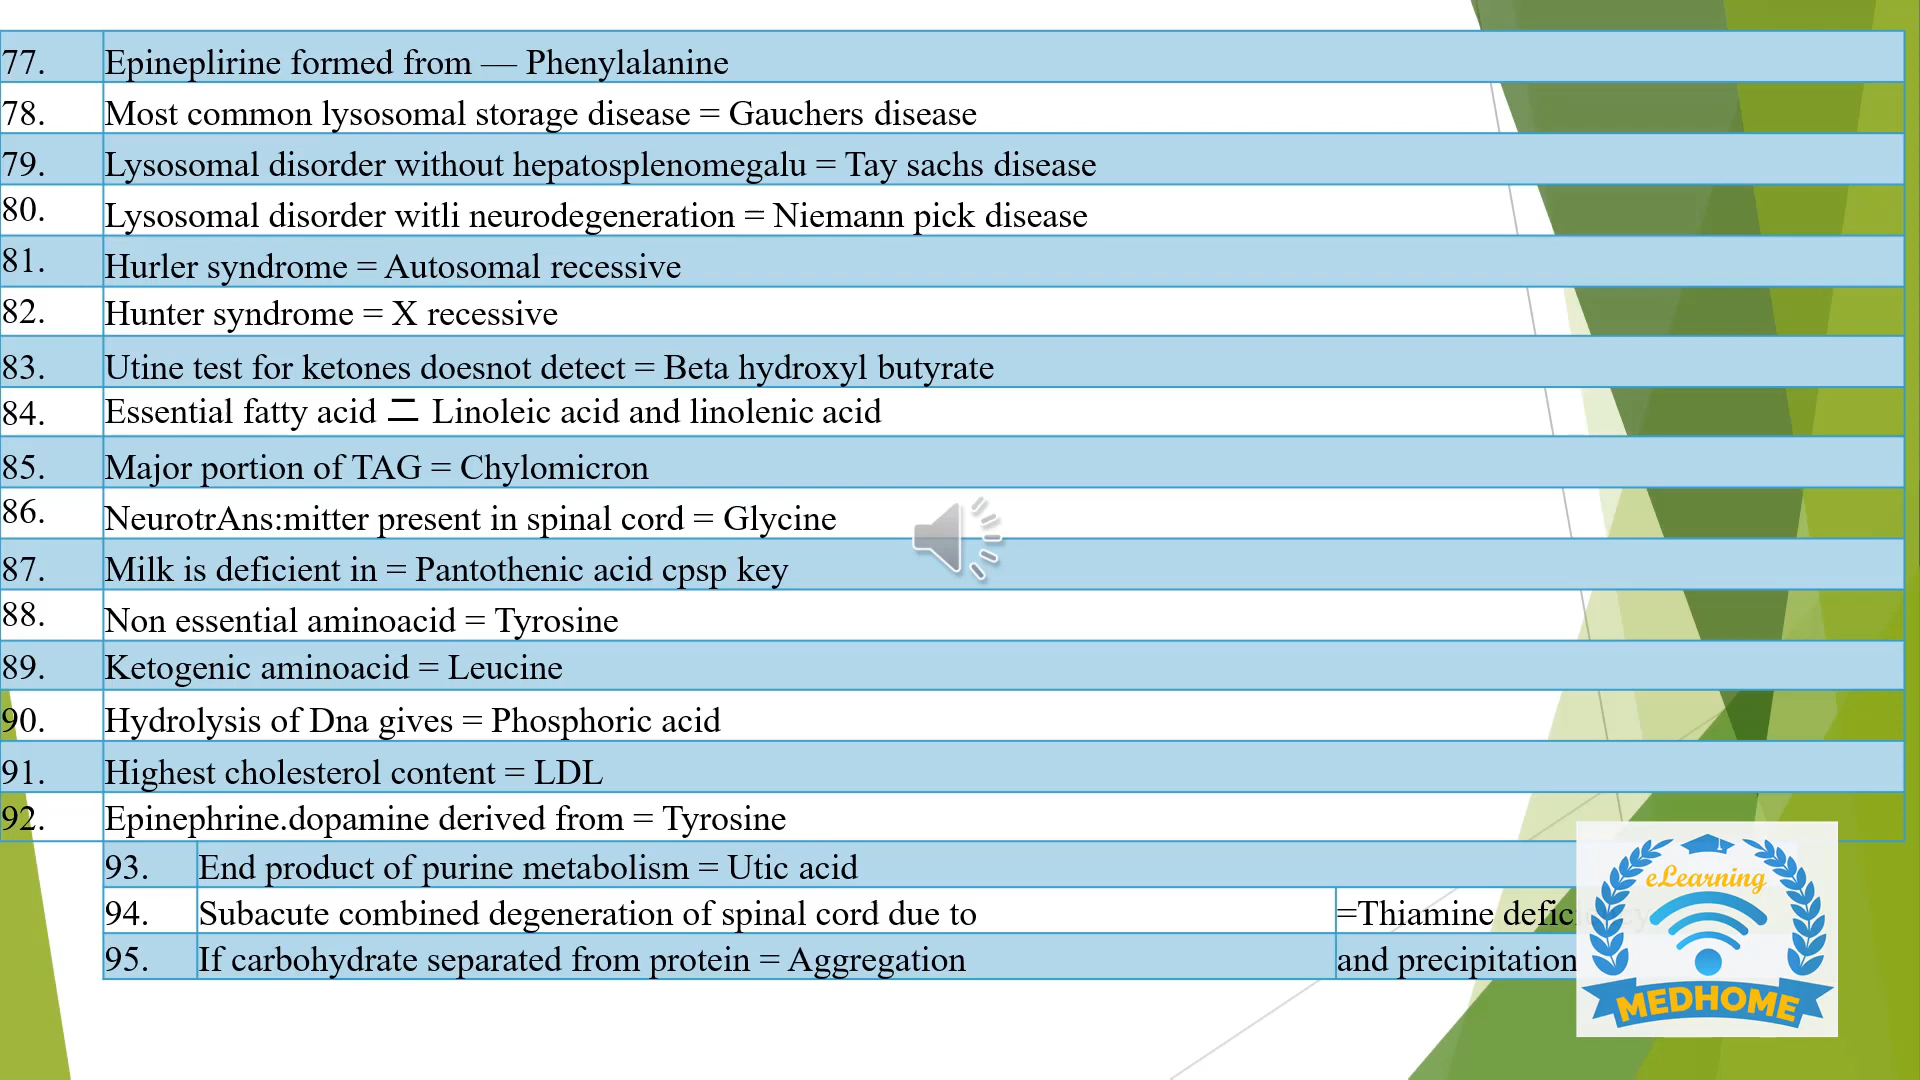 77. Epineplirine formed from — Phenylalanine
78. Most common lysosomal storage disease = Gauchers disease
79. Lysosomal disorder without hepatosplenomegalu = Tay sachs disease
80. Lysosomal disorder witli neurodegeneration = Niemann pick disease
81. Hurler syndrome = Autosomal recessive
82. Hunter syndrome = X recessive
83. Utine test for ketones doesnot detect = Beta hydroxyl butyrate
84. Essential fatty acid 二 Linoleic acid and linolenic acid
85. Major portion of TAG = Chylomicron
86. NeurotrAns:mitter present in spinal cord = Glycine
87. Milk is deficient in = Pantothenic acid cpsp key
88. Non essential aminoacid = Tyrosine
89. Ketogenic aminoacid = Leucine
90. Hydrolysis of Dna gives = Phosphoric acid
91. Highest cholesterol content = LDL
92. Epinephrine.dopamine derived from = Tyrosine
93. End product of purine metabolism = Utic acid
94. Subacute combined degeneration of spinal cord due to =Thiamine
95. If carbohydrate separated from protein = Aggregation and precipitation
eLearning
MEDHOME